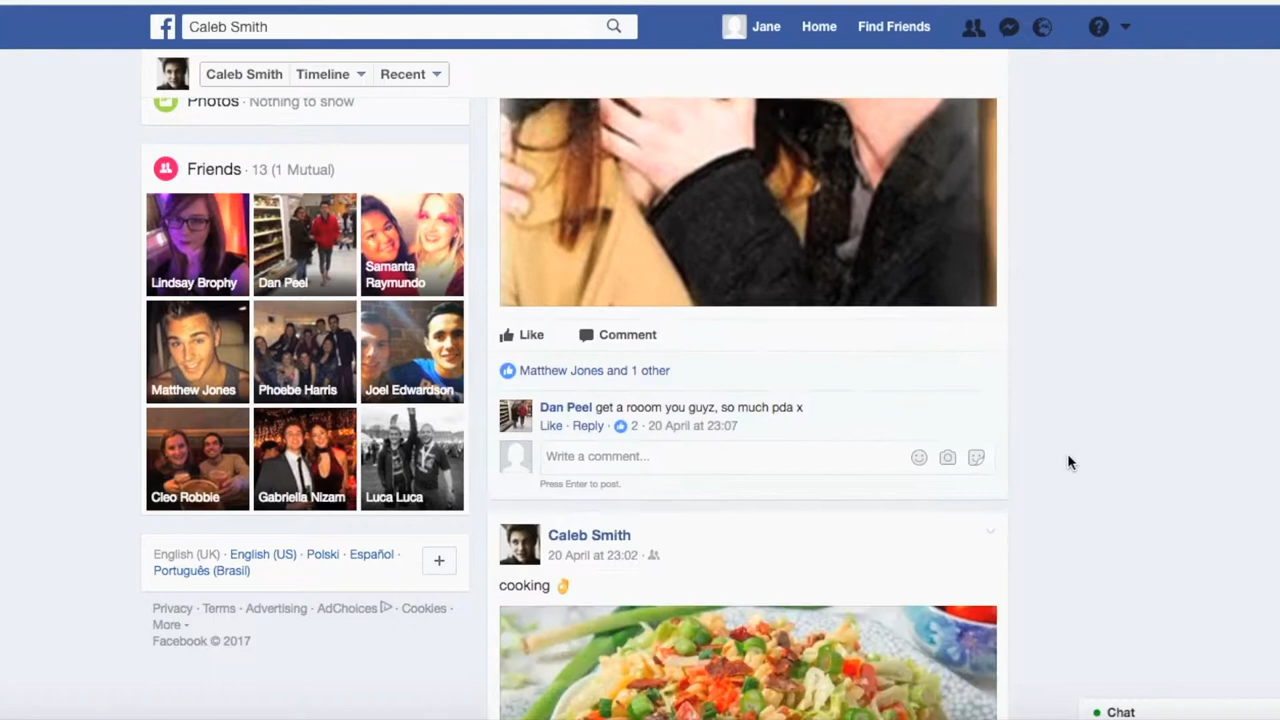 Caleb Smith
Jane Home Find Friends
Caleb Smith Timeline Recent
Photos · Nothing to show
Friends · 13 (1 Mutual)
Lindsay Brophy
Dan Peel
Samanta
Raymundo
Matthew Jones
Phoebe Harris
Joel Edwardson
Cleo Robbie
Gabriella Nizam
Luca Luca
English (UK) · English (US) · Polski · Español ·
Português (Brasil)
Privacy · Terms · Advertising · AdChoices · Cookies ·
More
Facebook © 2017
Like Comment
Matthew Jones and 1 other
Dan Peel get a rooom you guyz, so much pda x
Like · Reply · 2 · 20 April at 23:07
Write a comment...
Press Enter to post.
Caleb Smith
20 April at 23:02 ·
cooking 👌
Chat